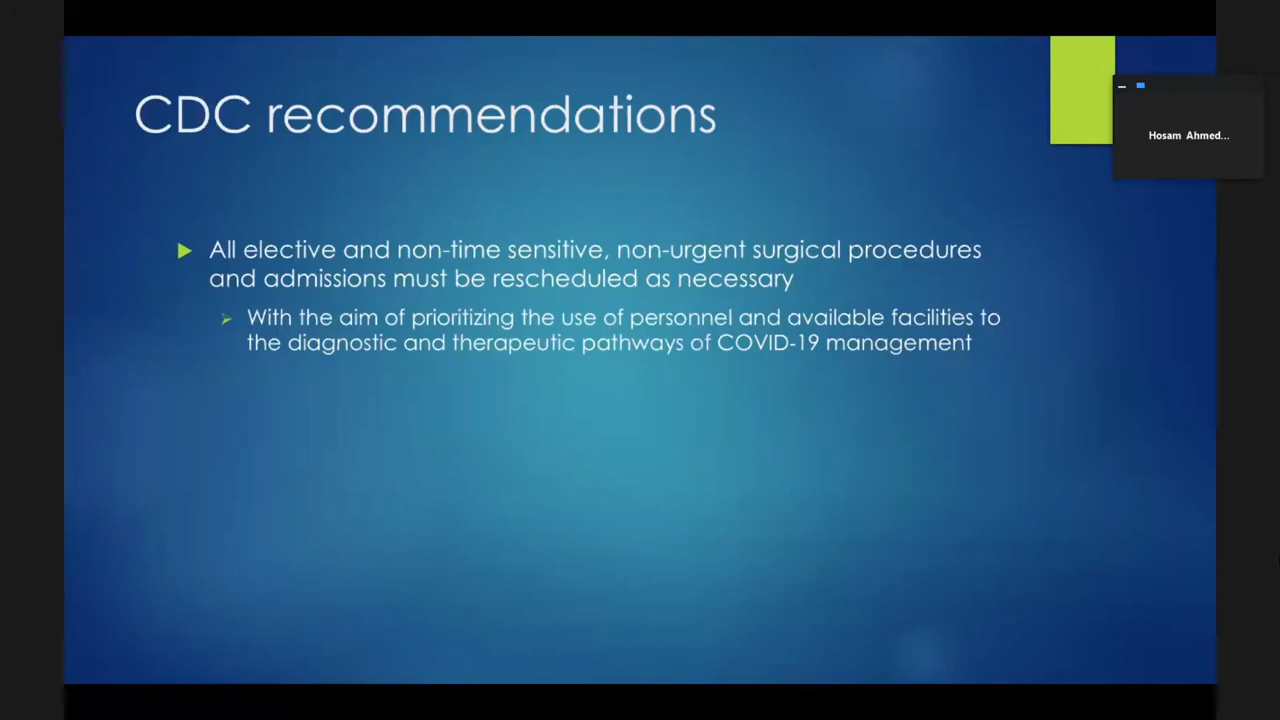 CDC recommendations
Hosam Ahmed...
All elective and non-time sensitive, non-urgent surgical procedures
and admissions must be rescheduled as necessary
With the aim of prioritizing the use of personnel and available facilities to
the diagnostic and therapeutic pathways of COVID-19 management